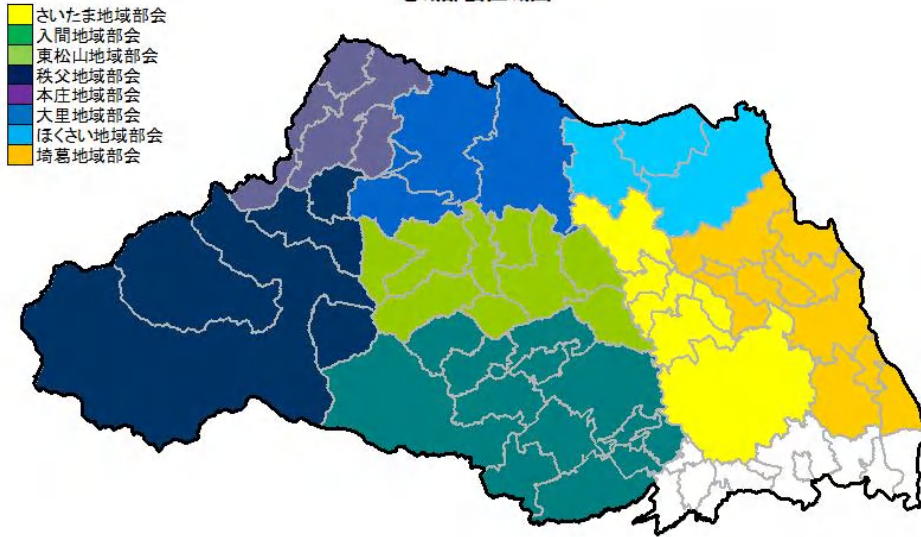 さいたま地域部会
入間地域部会
東松山地域部会
秩父地域部会
本庄地域部会
大里地域部会
ほくさい地域部会
埼葛地域部会